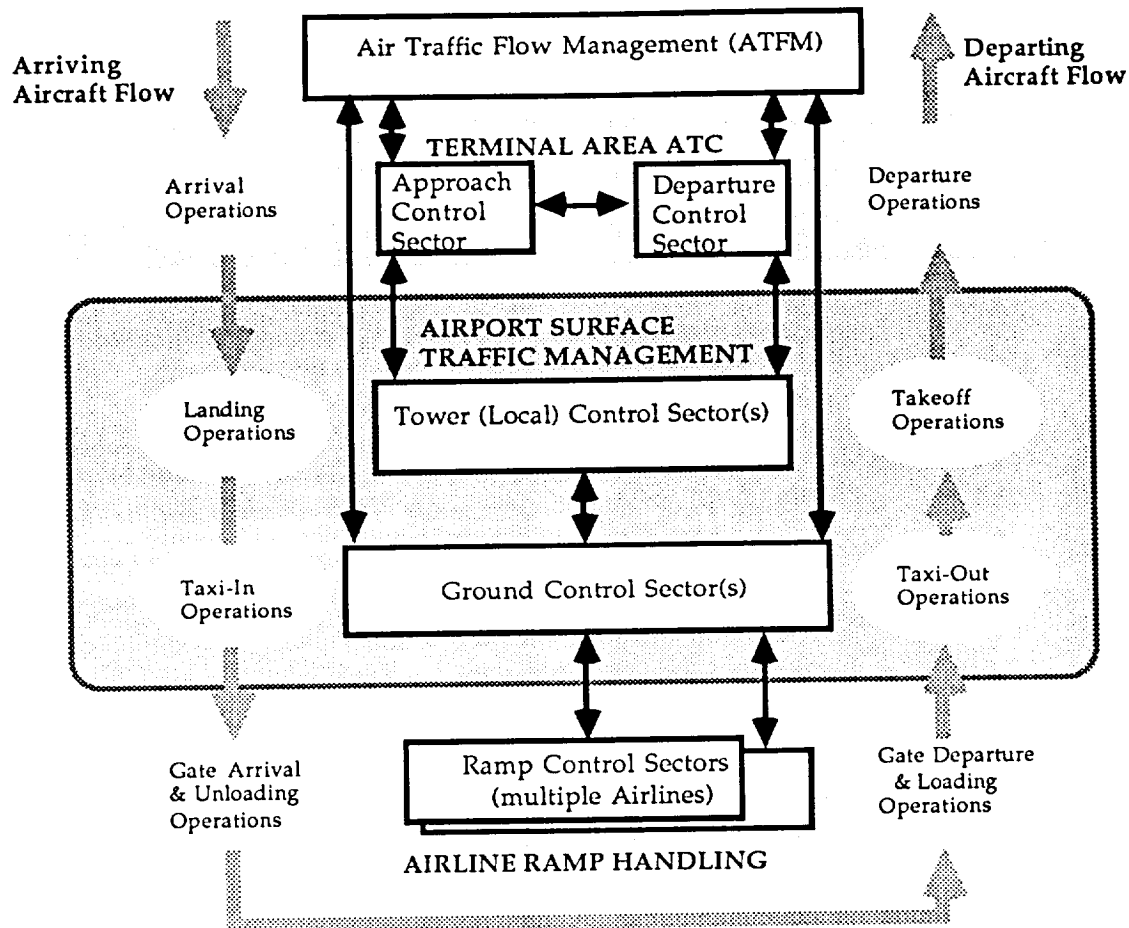 Air Traffic Flow Management (ATFM)
Arriving
Aircraft Flow
Departing
Aircraft Flow
TERMINAL AREA ATC
Arrival
Operations
Approach
Control
Sector
Departure
Control
Sector
Departure
Operations
AIRPORT SURFACE
TRAFFIC MANAGEMENT
Landing
Operations
Tower (Local) Control Sector(s)
Takeoff
Operations
Taxi-In
Operations
Ground Control Sector(s)
Taxi-Out
Operations
Gate Arrival
& Unloading
Operations
Ramp Control Sectors
(multiple Airlines)
Gate Departure
& Loading
Operations
AIRLINE RAMP HANDLING